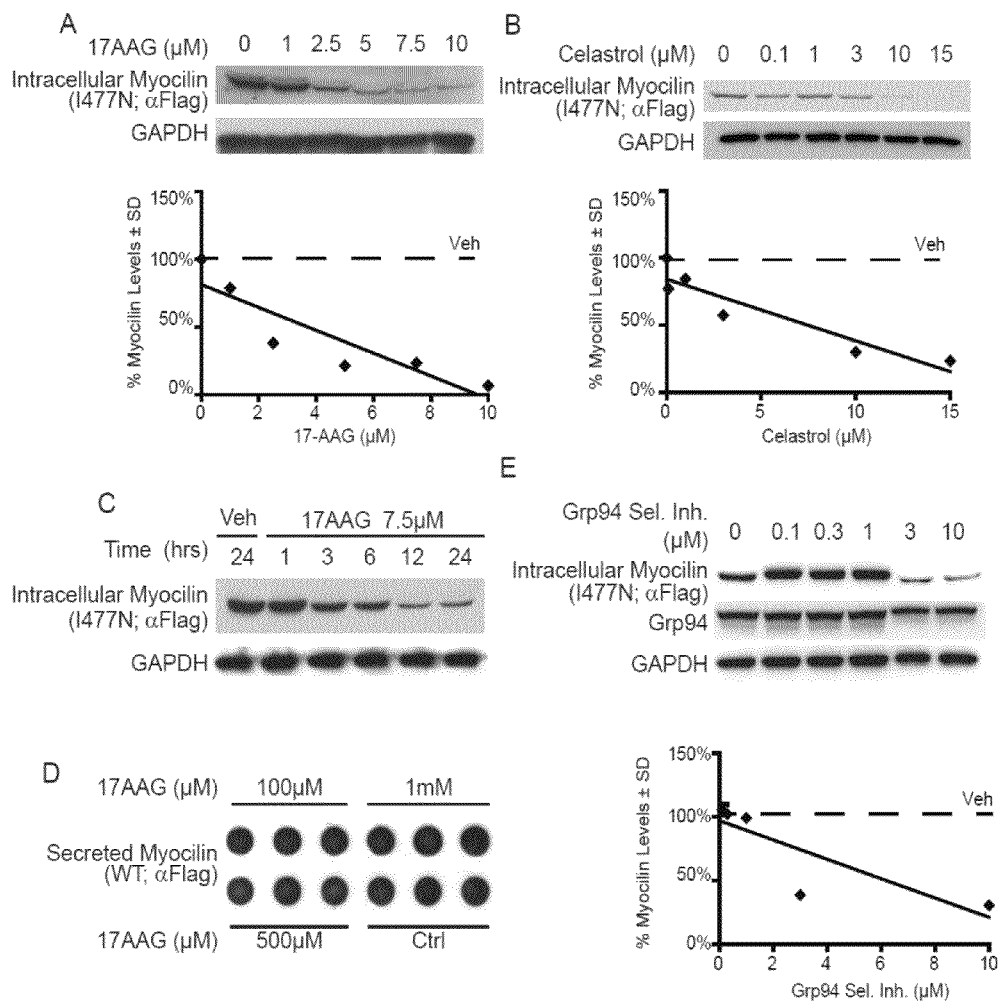 A
17AAG (µM) 0 1 2.5 5 7.5 10
Intracellular Myocilin
(I477N; αFlag)
GAPDH
150%
100%
50%
0%
% Myocilin Levels ± SD
Veh
0 2 4 6 8 10
17-AAG (µM)
B
Celastrol (µM) 0 0.1 1 3 10 15
Intracellular Myocilin
(I477N; αFlag)
GAPDH
150%
100%
50%
0%
% Myocilin Levels ± SD
Veh
0 5 10 15
Celastrol (µM)
C
Veh 17AAG 7.5µM
Time (hrs) 24 1 3 6 12 24
Intracellular Myocilin
(I477N; αFlag)
GAPDH
D
17AAG (µM) 100µM 1mM
Secreted Myocilin
(WT; αFlag)
17AAG (µM) 500µM Ctrl
E
Grp94 Sel. Inh.
(µM) 0 0.1 0.3 1 3 10
Intracellular Myocilin
(I477N; αFlag)
Grp94
GAPDH
150%
100%
50%
0%
% Myocilin Levels ± SD
Veh
0 2 4 6 8 10
Grp94 Sel. Inh. (µM)